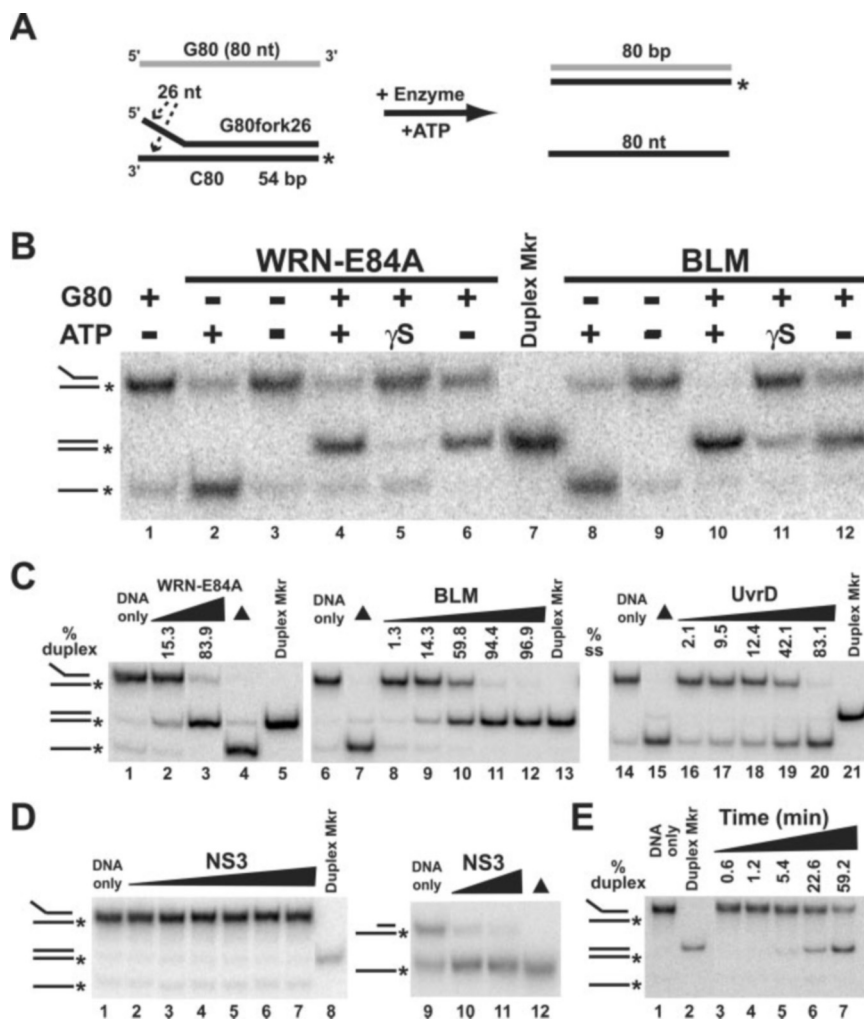 A
5' G80 (80 nt) 3'
26 nt
5'
G80fork26
3' C80 54 bp *
+ Enzyme
+ATP
80 bp
*
80 nt
B
WRN-E84A Duplex Mkr BLM
G80 + - - + + + - - + + +
ATP - + - + γS - + - + γS -
*
*
*
1 2 3 4 5 6 7 8 9 10 11 12
C
WRN-E84A BLM UvrD
DNA only 15.3 83.9 ▲ Duplex Mkr DNA only ▲ 1.3 14.3 59.8 94.4 96.9 Duplex Mkr % ss DNA only ▲ 2.1 9.5 12.4 42.1 83.1 Duplex Mkr
% duplex
*
*
*
1 2 3 4 5 6 7 8 9 10 11 12 13 14 15 16 17 18 19 20 21
D
NS3
DNA only Duplex Mkr
*
*
*
1 2 3 4 5 6 7 8
NS3
DNA only ▲
*
*
9 10 11 12
E
Time (min)
DNA only Duplex Mkr 0.6 1.2 5.4 22.6 59.2
% duplex
*
*
*
1 2 3 4 5 6 7